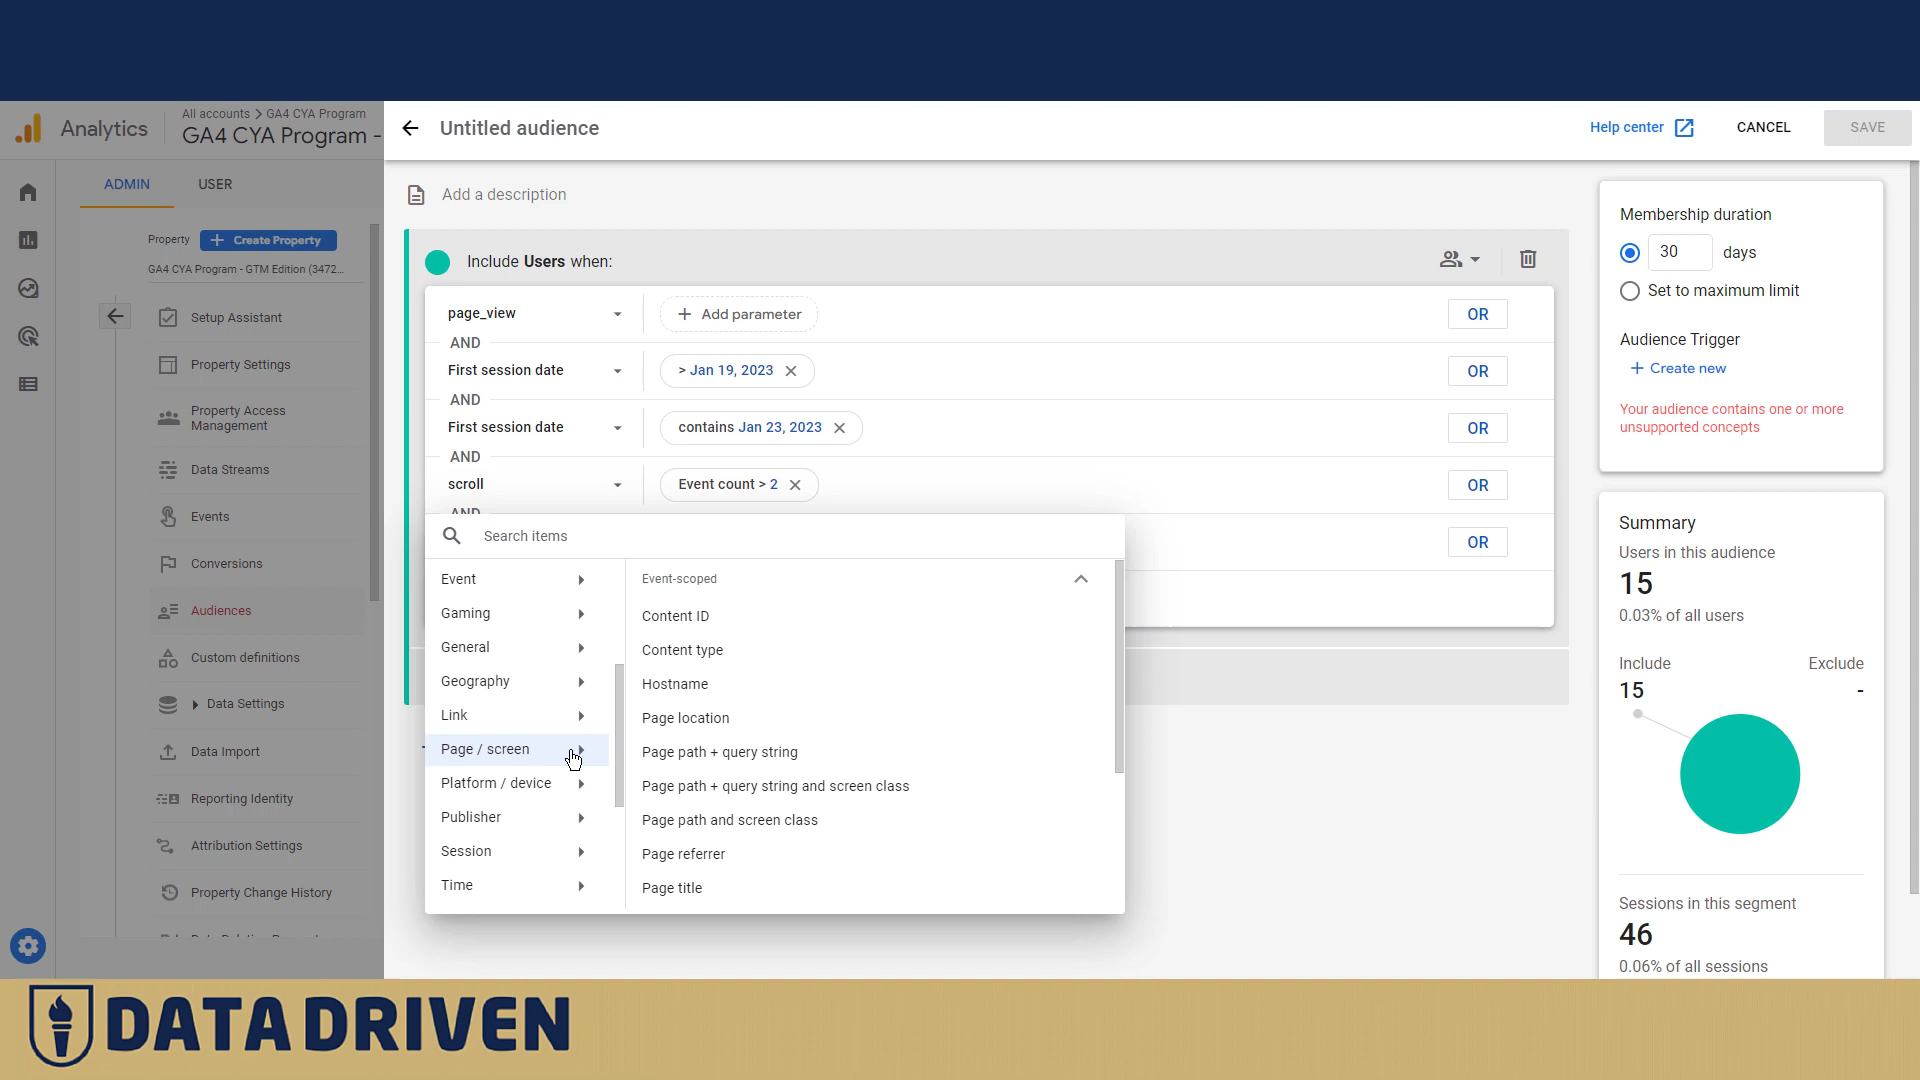 Analytics
All accounts > GA4 CYA Program
GA4 CYA Program -
Untitled audience
Help center
CANCEL
SAVE
ADMIN
USER
Add a description
Property
+ Create Property
GA4 CYA Program - GTM Edition (3472...
Setup Assistant
Property Settings
Property Access
Management
Data Streams
Events
Conversions
Audiences
Custom definitions
Data Settings
Data Import
Reporting Identity
Attribution Settings
Property Change History
Include Users when:
page_view
+ Add parameter
OR
AND
First session date
> Jan 19, 2023
OR
AND
First session date
contains Jan 23, 2023
OR
AND
scroll
Event count > 2
OR
AND
OR
Search items
Event
Gaming
General
Geography
Link
Page / screen
Platform / device
Publisher
Session
Time
Event-scoped
Content ID
Content type
Hostname
Page location
Page path + query string
Page path + query string and screen class
Page path and screen class
Page referrer
Page title
Membership duration
30 days
Set to maximum limit
Audience Trigger
+ Create new
Your audience contains one or more
unsupported concepts
Summary
Users in this audience
15
0.03% of all users
Include
Exclude
15
-
Sessions in this segment
46
0.06% of all sessions
DATA DRIVEN